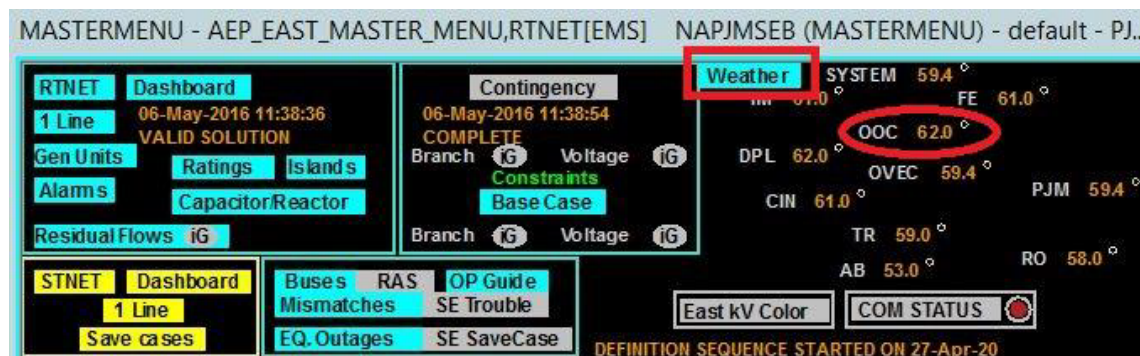 MASTERMENU - AEP_EAST_MASTER_MENU,RTNET[EMS] NAPJMSEB (MASTERMENU) - default - PJ..
RTNET Dashboard
06-May-2016 11:38:36
1 Line
VALID SOLUTION
Gen Units
Ratings Islands
Alarms
Capacitor/Reactor
Residual Flows iG
Contingency
06-May-2016 11:38:54
COMPLETE
Branch iG Voltage iG
Constraints
Base Case
Branch iG Voltage iG
Weather SYSTEM 59.4°
61.0° FE 61.0°
OOC 62.0°
DPL 62.0°
OVEC 59.4°
PJM 59.4°
CIN 61.0°
TR 59.0°
RO 58.0°
AB 53.0°
STNET Dashboard
1 Line
Save cases
Buses RAS OP Guide
Mismatches SE Trouble
EQ. Outages SE SaveCase
East kV Color COM STATUS
DEFINITION SEQUENCE STARTED ON 27-Apr-20